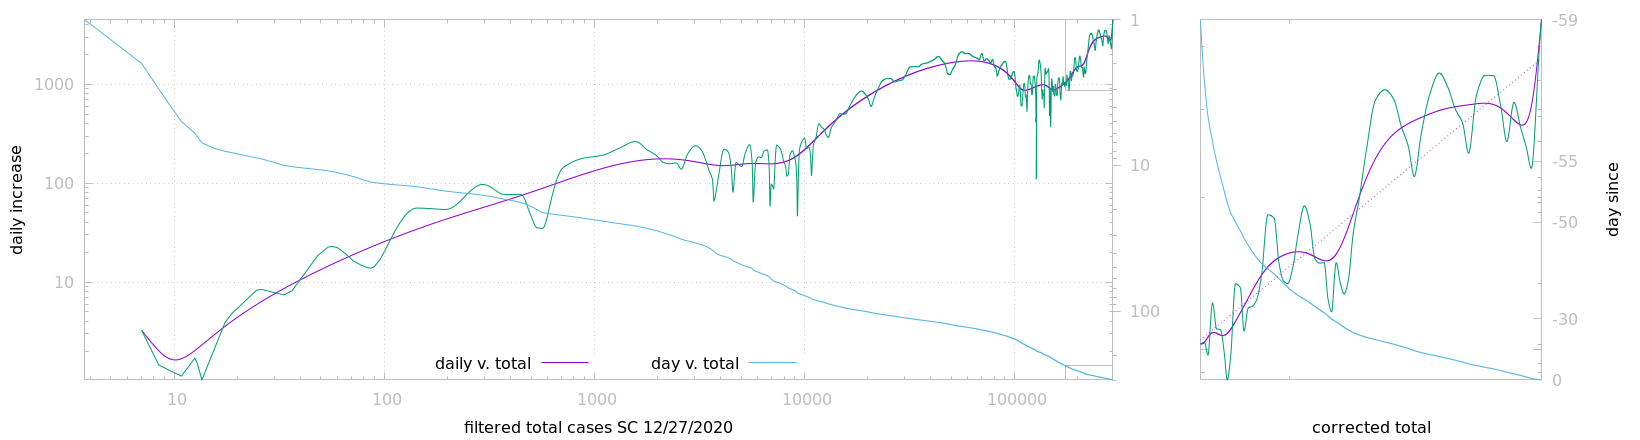 1000
100
10
daily increase
10
100
1000
10000
100000
filtered total cases SC 12/27/2020
daily v. total
day v. total
1
10
100
corrected total
-59
-55
-50
-30
0
day since